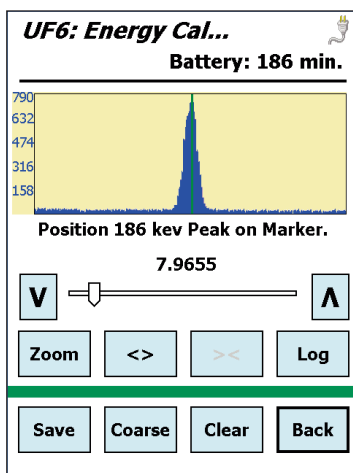 UF6: Energy Cal...
Battery: 186 min.
790
632
474
316
158
Position 186 kev Peak on Marker.
7.9655
V Λ
Zoom <> >< Log
Save Coarse Clear Back